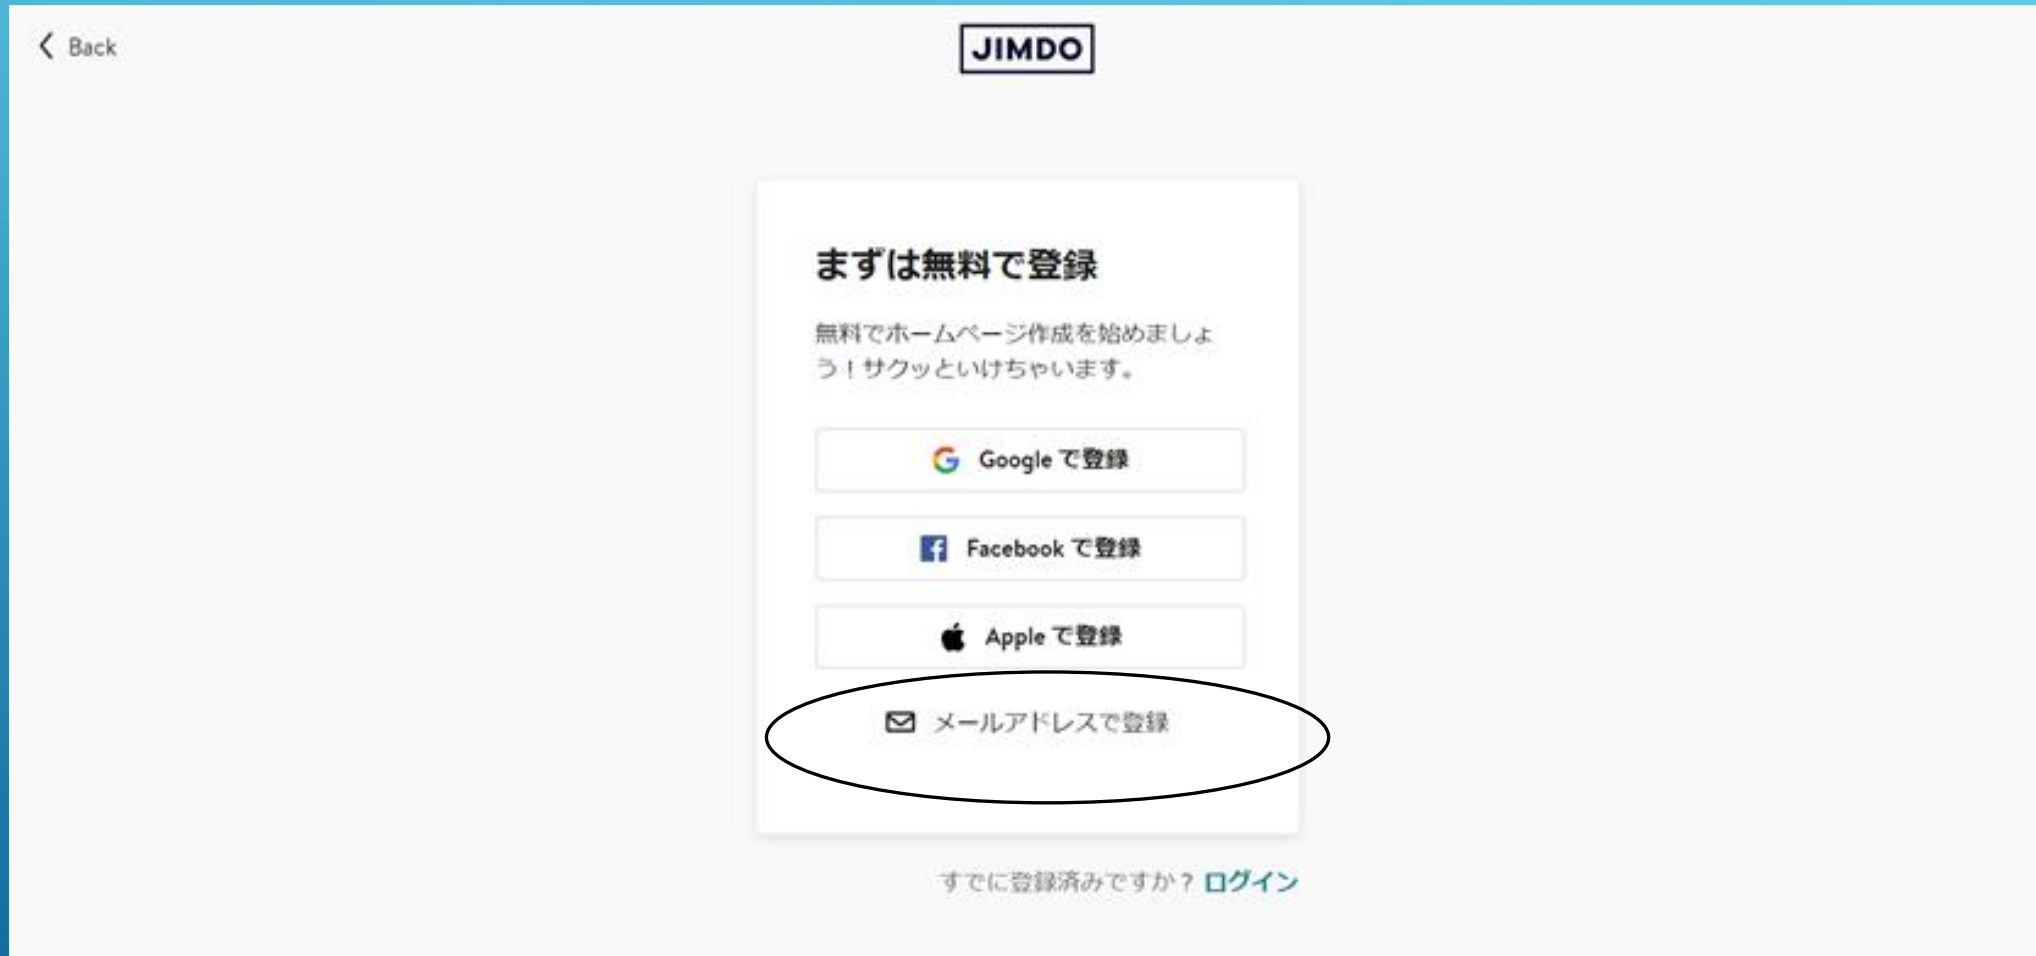 Back
JIMDO
まずは無料で登録
無料でホームページ作成を始めましょ
う！サクッといけちゃいます。
Google で登録
Facebook で登録
Apple で登録
メールアドレスで登録
すでに登録済みですか？ ログイン